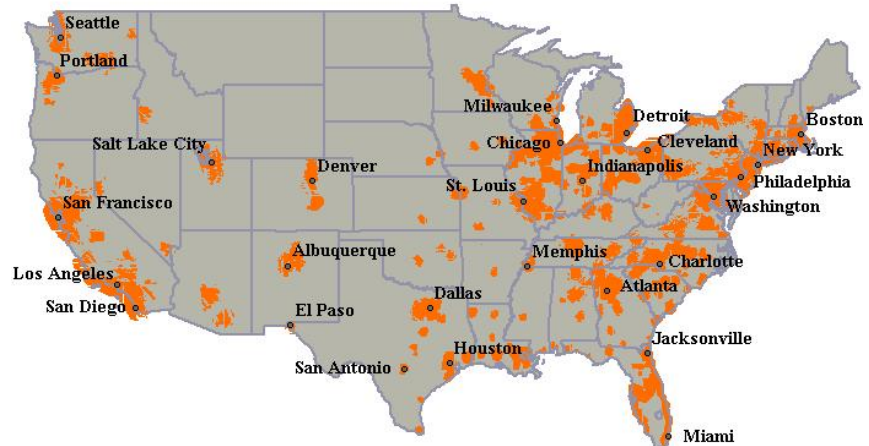 Seattle
Portland
Milwaukee
Detroit
Boston
Salt Lake City
Chicago
Cleveland
New York
Denver
Indianapolis
St. Louis
Philadelphia
San Francisco
Washington
Albuquerque
Memphis
Charlotte
Los Angeles
Atlanta
San Diego
El Paso
Dallas
Jacksonville
Houston
San Antonio
Miami